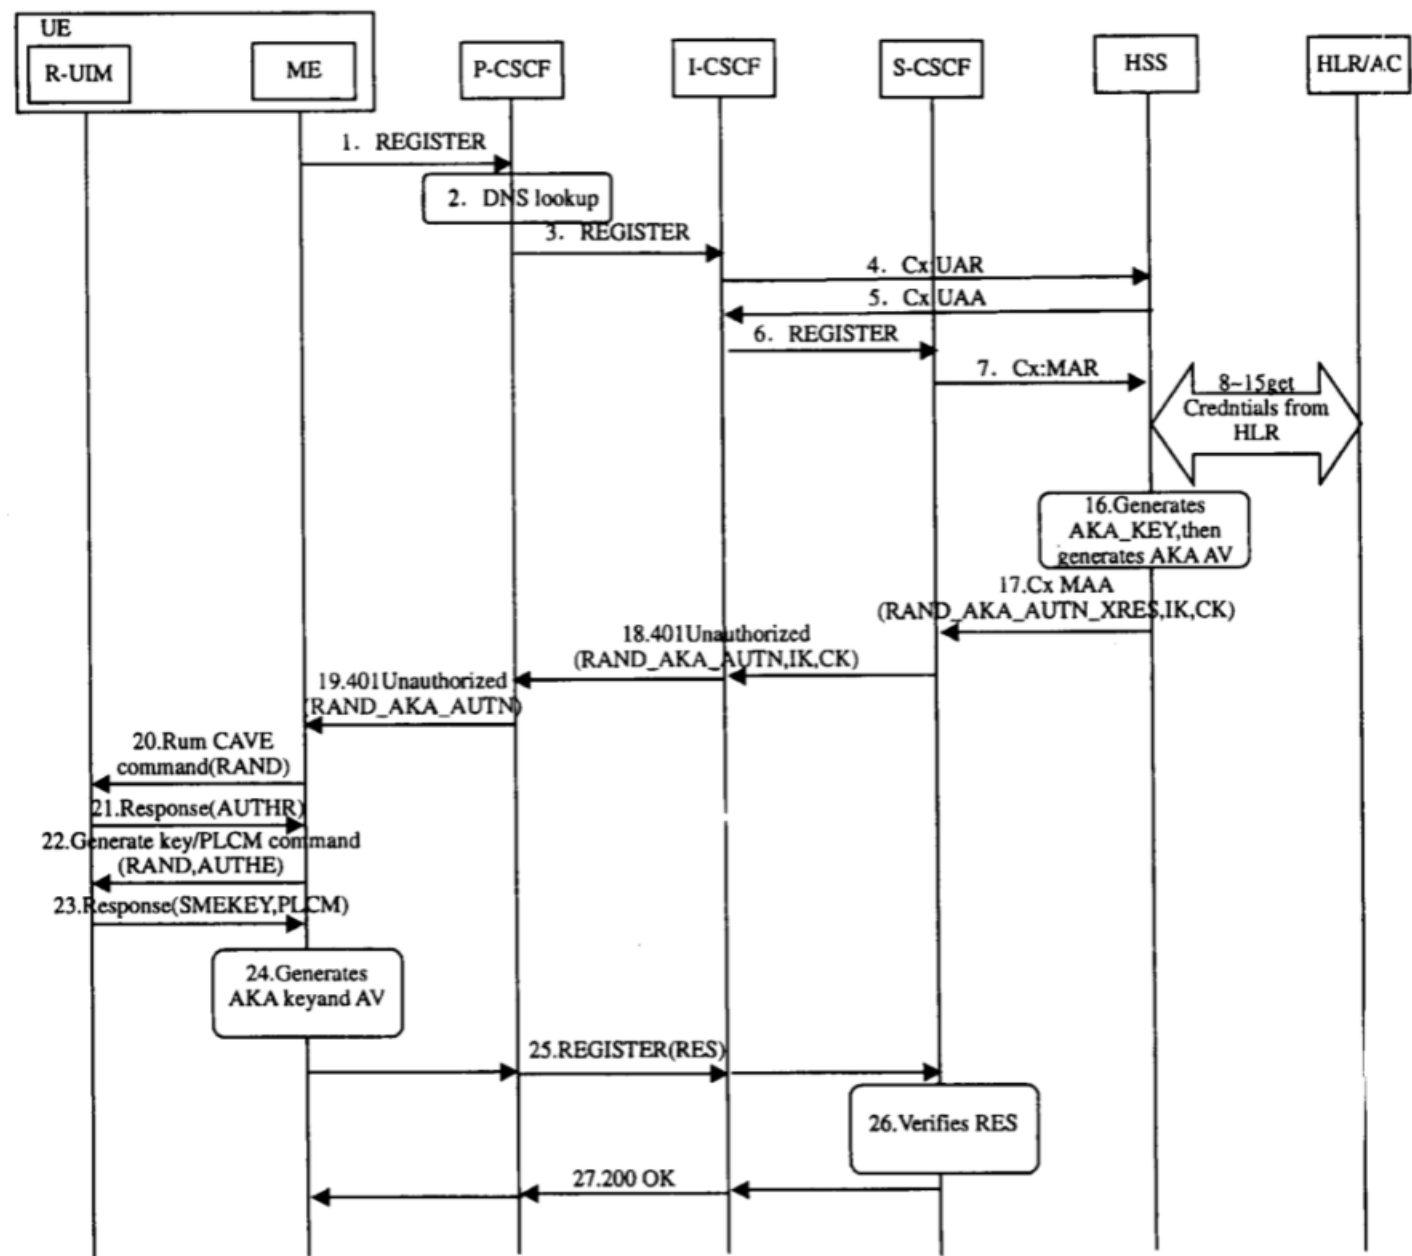 UE
R-UIM
ME
P-CSCF
I-CSCF
S-CSCF
HSS
HLR/AC
1. REGISTER
2. DNS lookup
3. REGISTER
4. Cx:UAR
5. Cx UAA
6. REGISTER
7. Cx:MAR
8~15get
Credntials from
HLR
16.Generates
AKA_KEY,then
generates AKA AV
17.Cx MAA
(RAND_AKA_AUTN_XRES,IK,CK)
18.401Unauthorized
(RAND_AKA_AUTN,IK,CK)
19.401Unauthorized
(RAND_AKA_AUTN)
20.Rum CAVE
command(RAND)
21.Response(AUTHR)
22.Generate key/PLCM command
(RAND,AUTHE)
23.Response(SMEKEY,PLCM)
24.Generates
AKA keyand AV
25.REGISTER(RES)
26.Verifies RES
27.200 OK